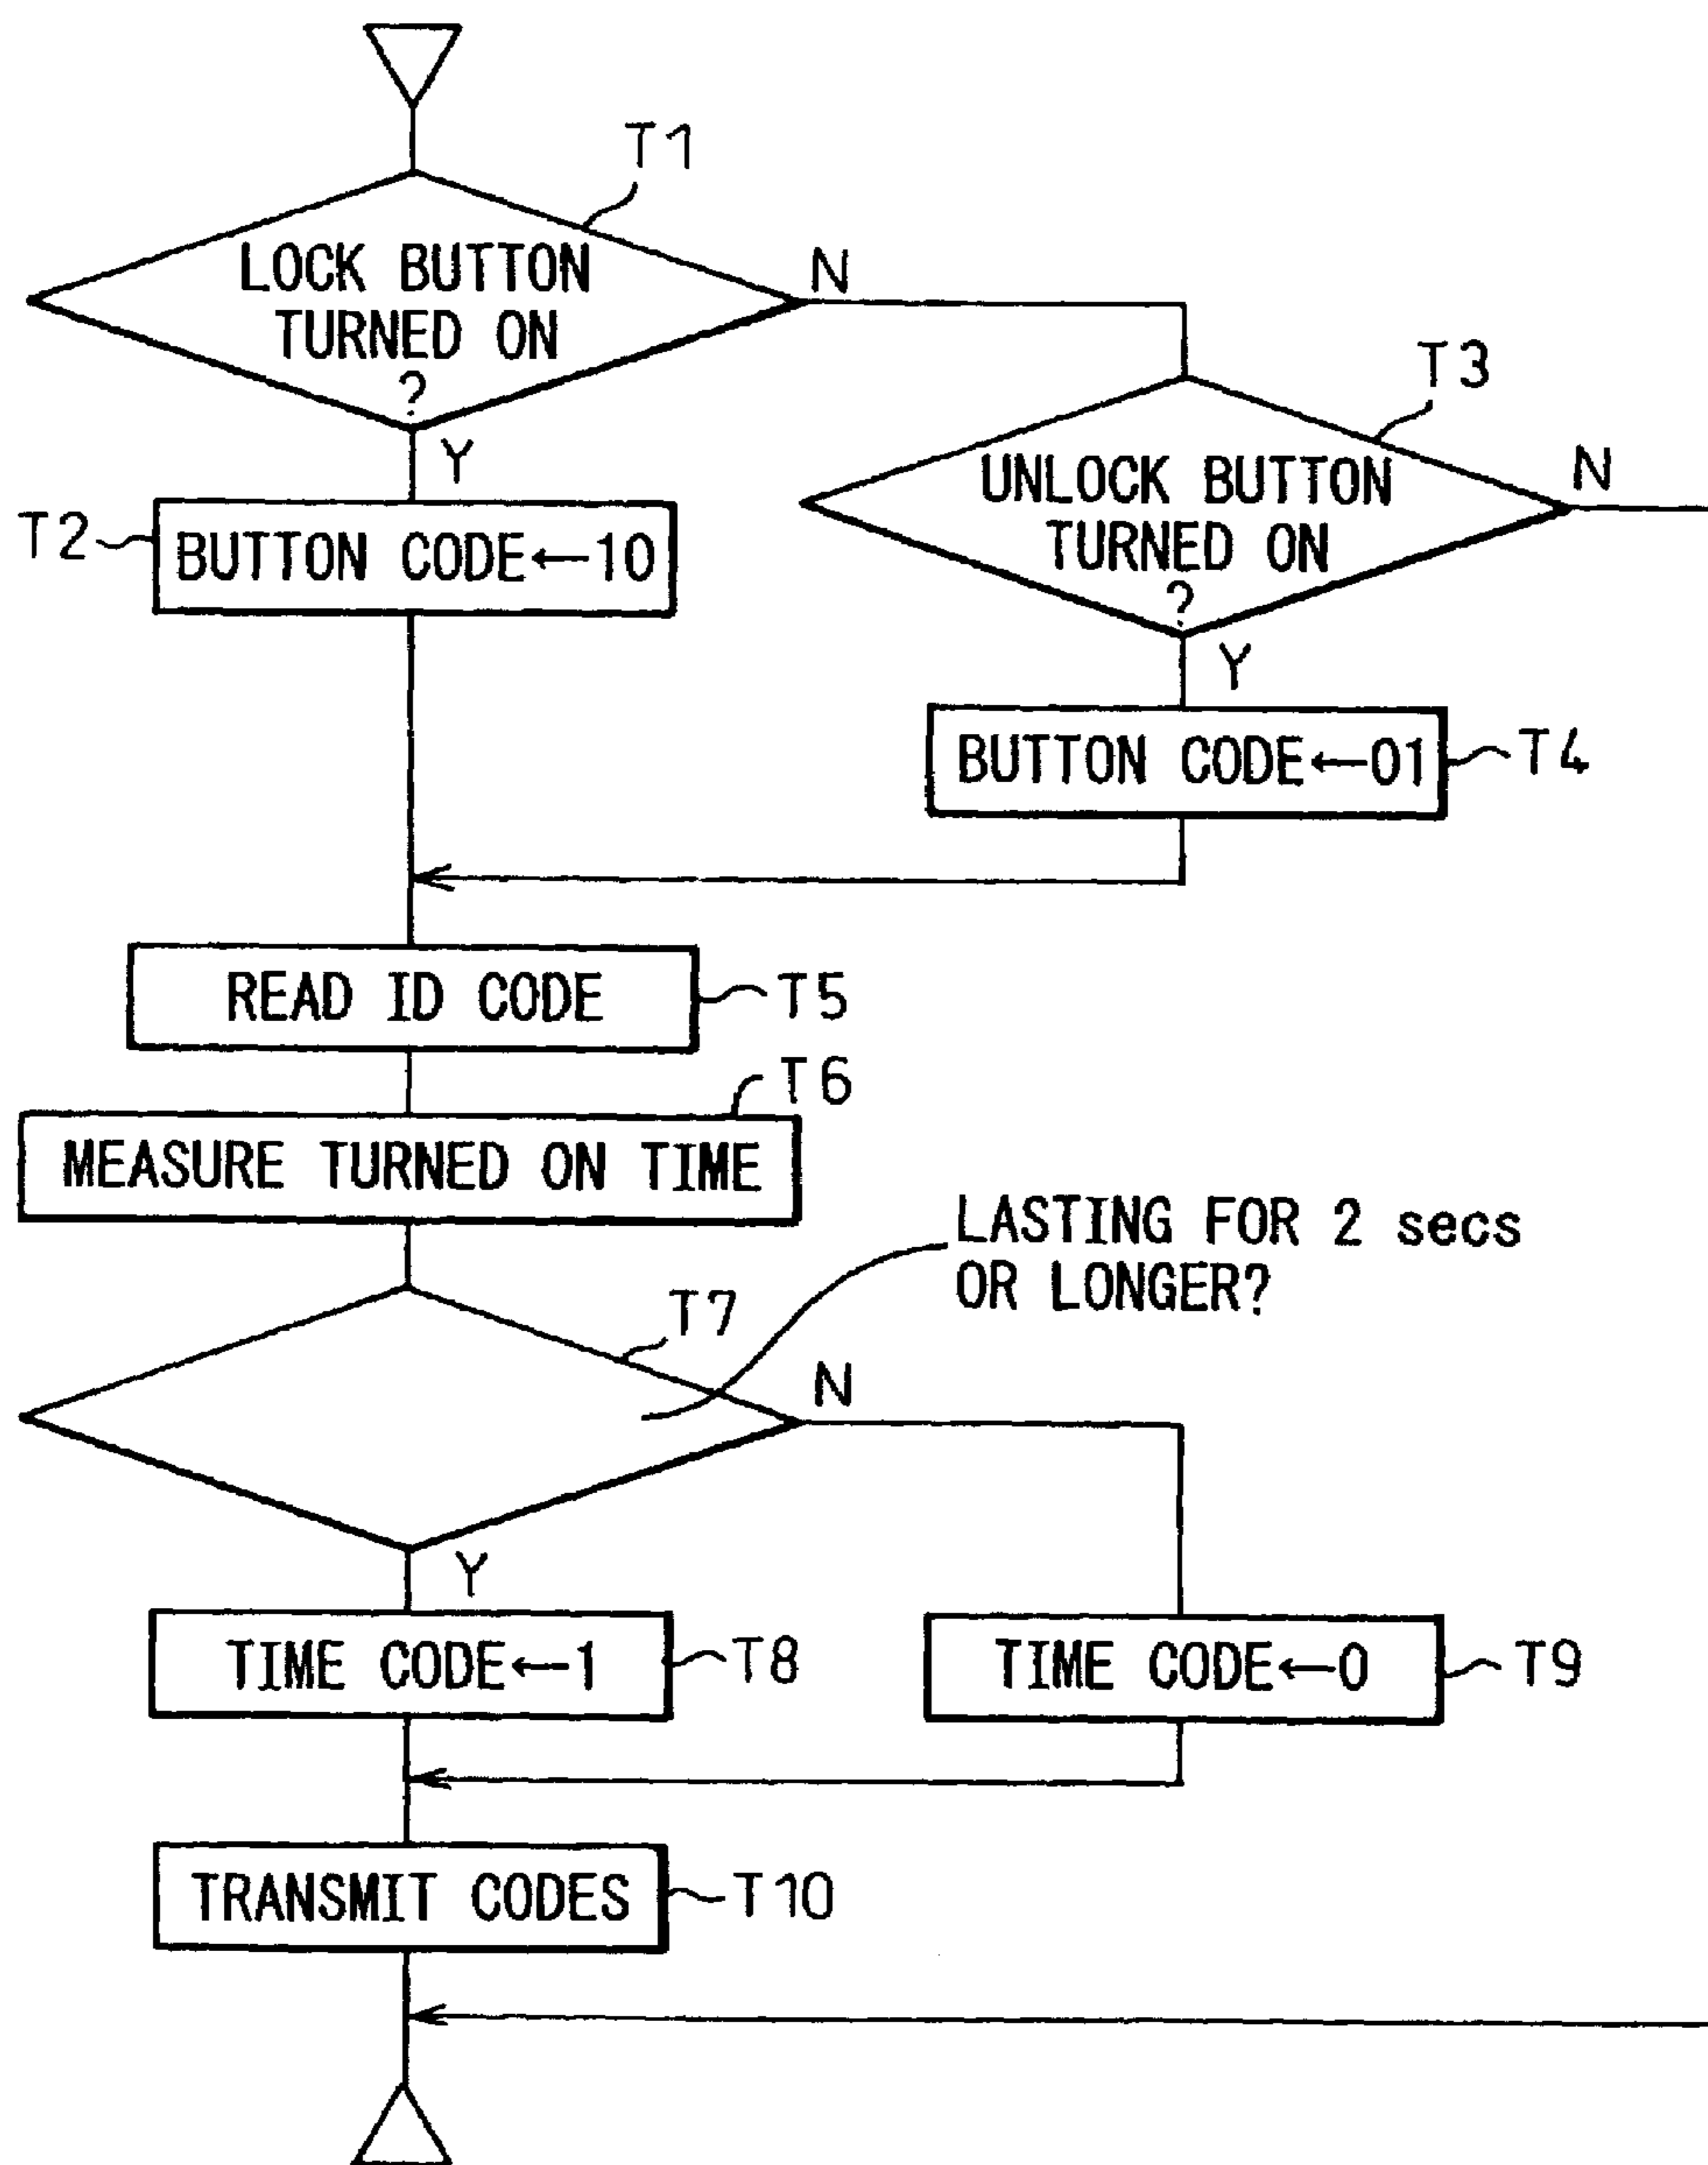 T1
LOCK BUTTON
TURNED ON
?
N
Y
T2
BUTTON CODE←10
T3
UNLOCK BUTTON
TURNED ON
?
N
Y
BUTTON CODE←01
T4
READ ID CODE
T5
T6
MEASURE TURNED ON TIME
LASTING FOR 2 secs
OR LONGER?
T7
N
Y
TIME CODE←1
T8
TIME CODE←0
T9
TRANSMIT CODES
T10